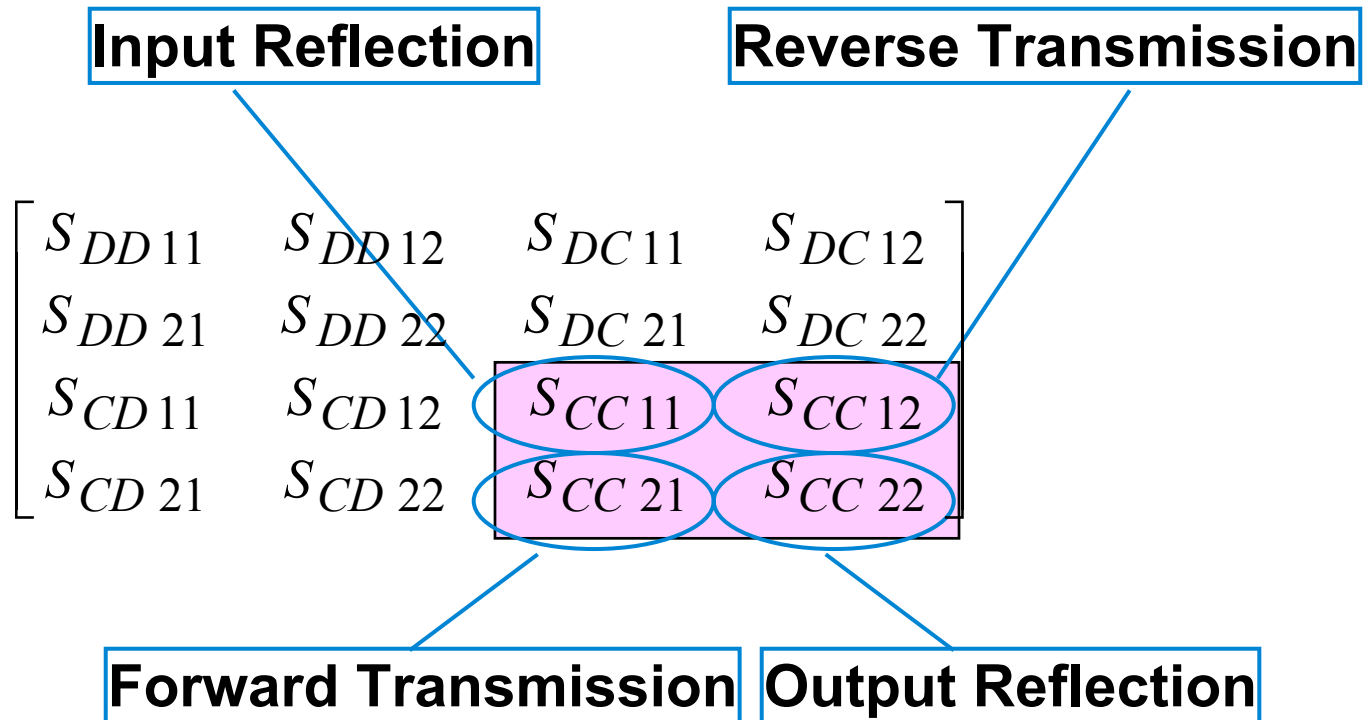 Input Reflection Reverse Transmission
S DD 11 S DD 12 S DC 11 S DC 12
S DD 21 S DD 22 S DC 21 S DC 22
S CD 11 S CD 12 S CC 11 S CC 12
S CD 21 S CD 22 S CC 21 S CC 22
Forward Transmission Output Reflection